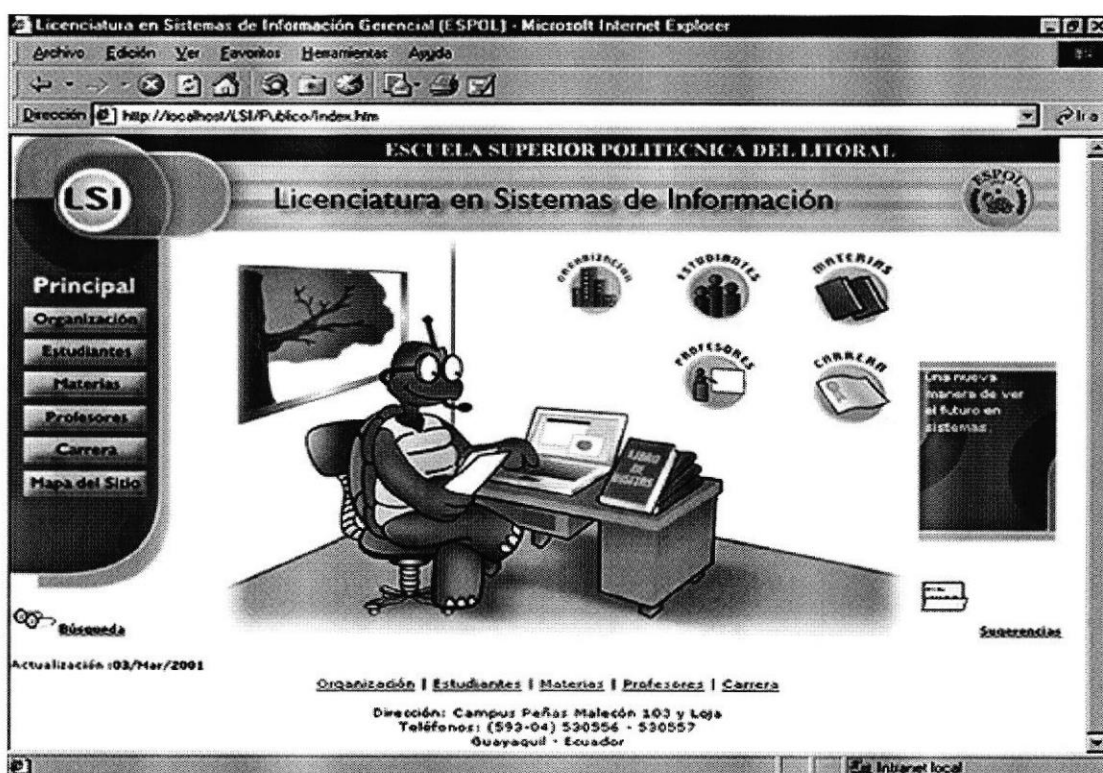 Licenciatura en Sistemas de Información Gerencial (ESPOL) - Microsoft Internet Explorer
Archivo Edición Ver Favoritos Herramientas Ayuda
Dirección http://localhost/LSI/Publico/Index.htm Ir a
ESCUELA SUPERIOR POLITECNICA DEL LITORAL
LSI
Licenciatura en Sistemas de Información
ESPOL
Principal
Organización
Estudiantes
Materias
Profesores
Carrera
Mapa del Sitio
ORGANIZACION
ESTUDIANTES
MATERIAS
PROFESORES
CARRERA
LIBRO
DE
Una nueva
manera de ver
el futuro en
sistemas.
Búsqueda
Sugerencias
Actualización :03/Mar/2001
Organización | Estudiantes | Materias | Profesores | Carrera
Dirección: Campus Peñas Malecón 103 y Loja
Teléfonos: (593-04) 530556 - 530557
Guayaquil - Ecuador
Intranet local